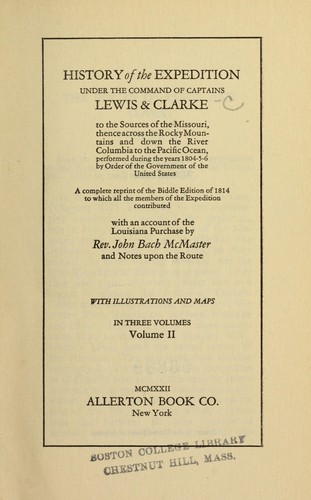 HISTORY of the EXPEDITION
UNDER THE COMMAND OF CAPTAINS
LEWIS & CLARKE
to the Sources of the Missouri,
thence across the Rocky Moun-
tains and down the River
Columbia to the Pacific Ocean,
performed during the years 1804-5-6
by Order of the Government of the
United States
A complete reprint of the Biddle Edition of 1814
to which all the members of the Expedition
contributed
with an account of the
Louisiana Purchase by
Rev. John Bach McMaster
and Notes upon the Route
WITH ILLUSTRATIONS AND MAPS
IN THREE VOLUMES
Volume II
MCMXXII
ALLERTON BOOK CO.
New York
BOSTON COLLEGE LIBRARY
CHESTNUT HILL, MASS.